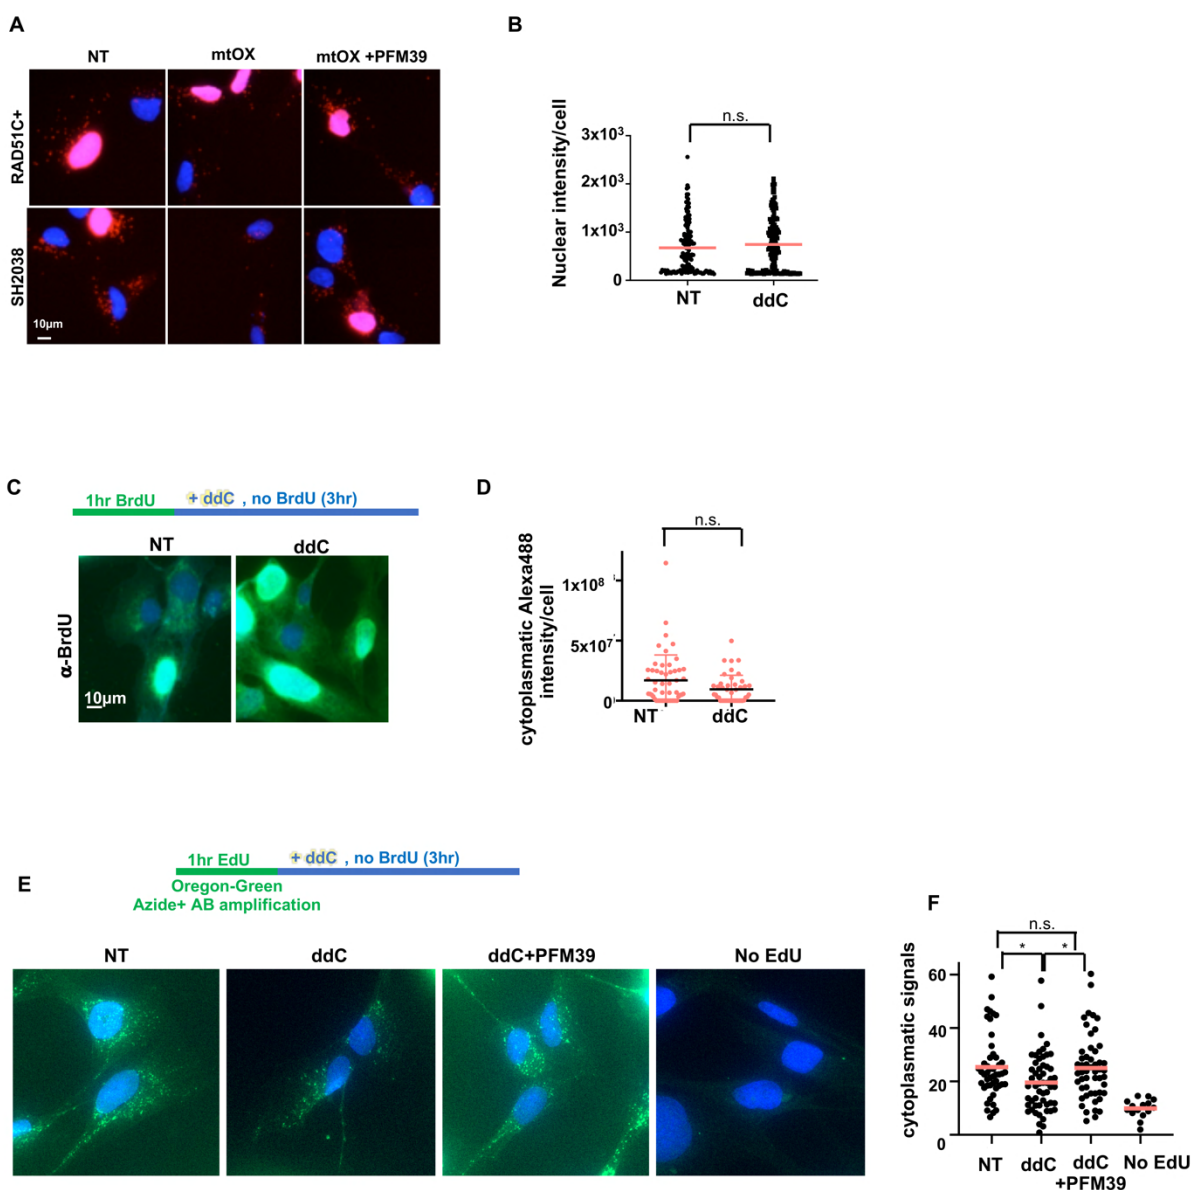 A
NT
mtOX
mtOX +PFM39
RAD51C+
SH2038
10μm
B
n.s.
Nuclear intensity/cell
3x10³
2x10³
1x10³
0
NT
ddC
C
1hr BrdU
+ ddC , no BrdU (3hr)
NT
ddC
α-BrdU
10μm
D
n.s.
cytoplasmatic Alexa488
intensity/cell
1x10⁸
5x10⁷
0
NT
ddC
E
1hr EdU
+ ddC , no BrdU (3hr)
Oregon-Green
Azide+ AB amplification
NT
ddC
ddC+PFM39
No EdU
F
n.s.
*
*
cytoplasmatic signals
60
40
20
0
NT
ddC
ddC
+PFM39
No EdU